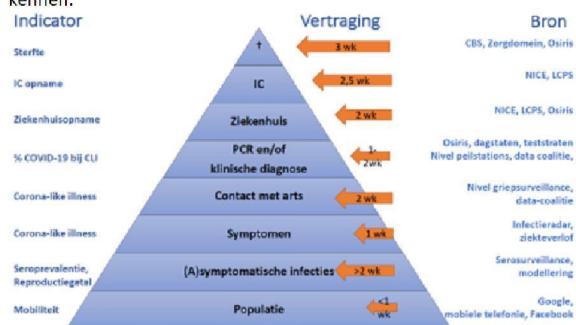 kennen.
Indicator Vertraging Bron
Sterfte † 3 wk CBS, Zorgdomein, Osiris
IC opname IC 2,5 wk NICE, LCPS
Ziekenhuisopname Ziekenhuis 2 wk NICE, LCPS, Osiris
% COVID-19 bij CLI PCR en/of klinische diagnose 1-2wk Osiris, dagstaten, teststraten
Nivel peilstations, data coalitie,
Corona-like illness Contact met arts 2 wk Nivel griepsurveillance,
data-coalitie
Corona-like illness Symptomen 1 wk Infectieradar,
ziekteverlof
Seroprevalentie,
Reproductiegetal (A)symptomatische infecties >2 wk Serosurveillance,
modellering
Mobiliteit Populatie <1 wk Google,
mobiele telefonie, Facebook